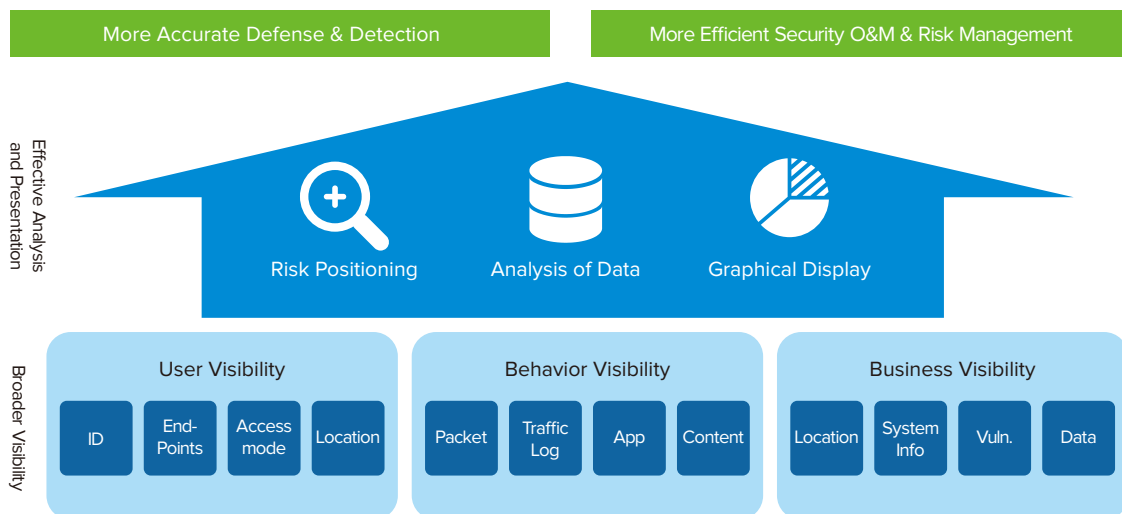 More Accurate Defense & Detection
More Efficient Security O&M & Risk Management
Effective Analysis
and Presentation
Risk Positioning
Analysis of Data
Graphical Display
Broader Visibility
User Visibility
ID
End-
Points
Access
mode
Location
Behavior Visibility
Packet
Traffic
Log
App
Content
Business Visibility
Location
System
Info
Vuln.
Data